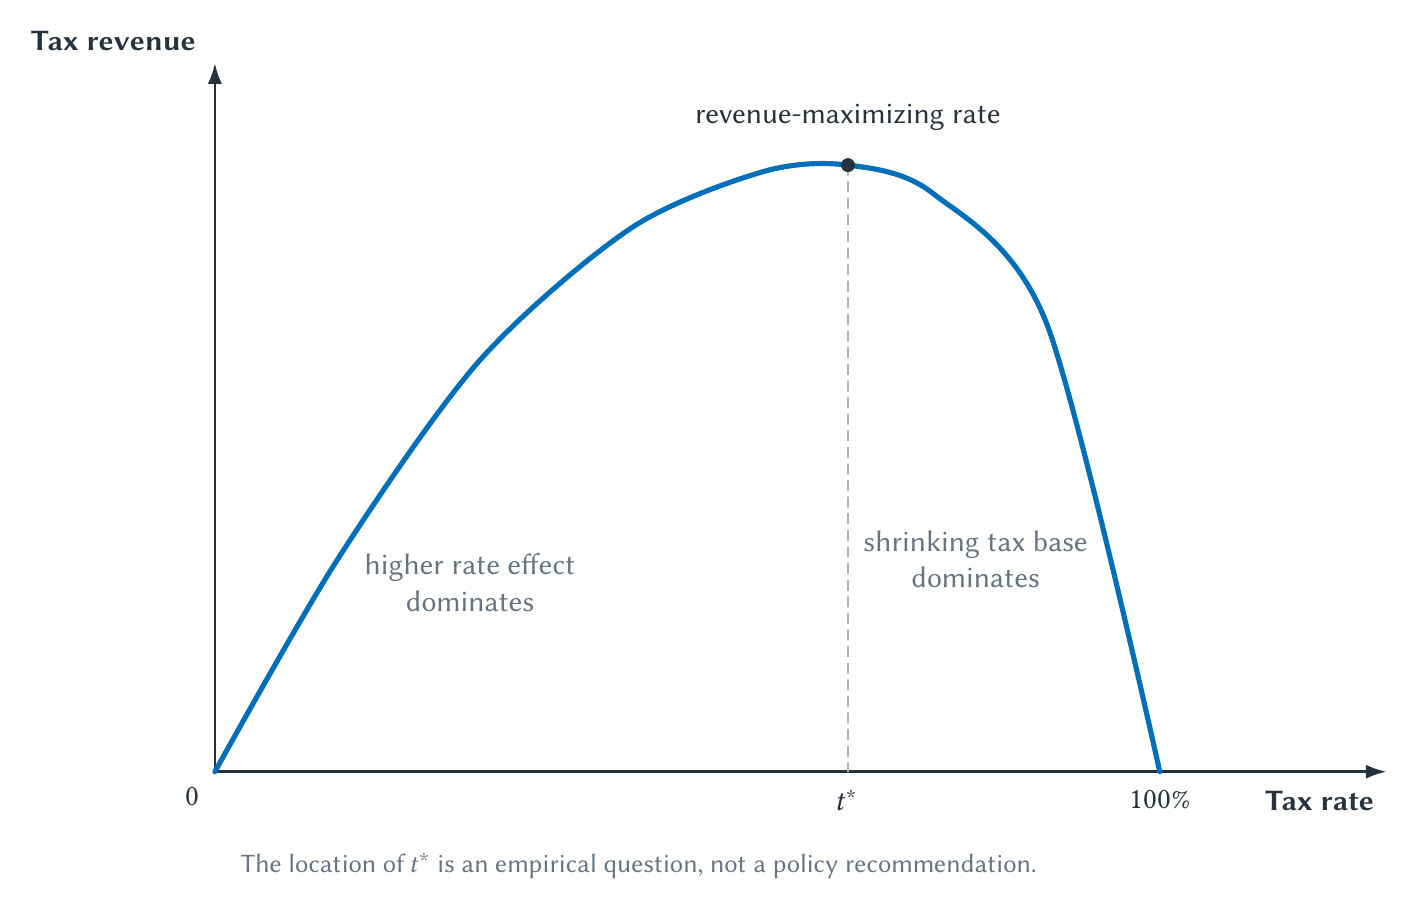 Tax revenue
revenue-maximizing rate
shrinking tax base
dominates
higher rate effect
dominates
0
t*
100%
Tax rate
The location of t* is an empirical question, not a policy recommendation.